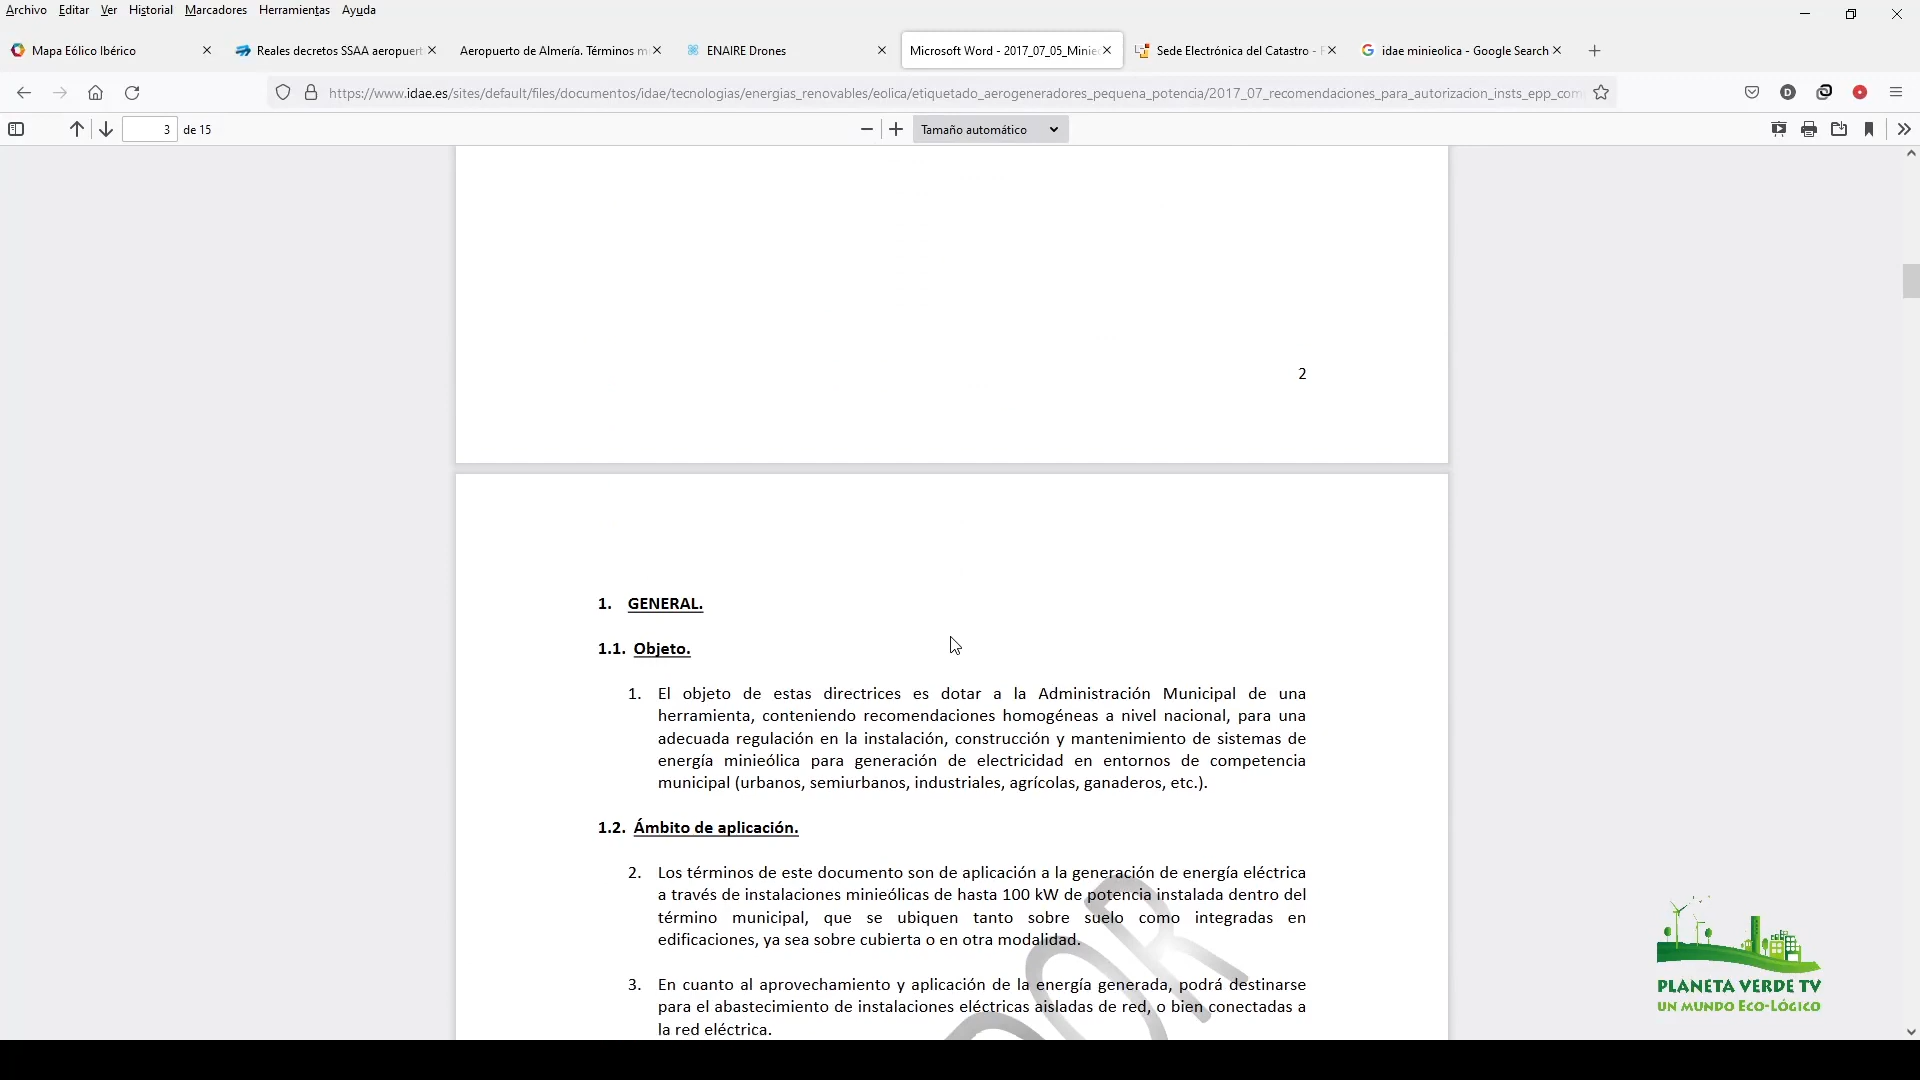 Archivo Editar Ver Historial Marcadores Herramientas Ayuda
Mapa Eólico Ibérico
Reales decretos SSAA aeropuert
Aeropuerto de Almería. Términos m
ENAIRE Drones
Microsoft Word - 2017_07_05_Minie
Sede Electrónica del Catastro - F
idae minieolica - Google Search
https://www.idae.es/sites/default/files/documentos/idae/tecnologias/energias_renovables/eolica/etiquetado_aerogeneradores_pequena_potencia/2017_07_recomendaciones_para_autorizacion_insts_epp_com
3 de 15
Tamaño automático
2
1. GENERAL.
1.1. Objeto.
1. El objeto de estas directrices es dotar a la Administración Municipal de una
herramienta, conteniendo recomendaciones homogéneas a nivel nacional, para una
adecuada regulación en la instalación, construcción y mantenimiento de sistemas de
energía minieólica para generación de electricidad en entornos de competencia
municipal (urbanos, semiurbanos, industriales, agrícolas, ganaderos, etc.).
1.2. Ámbito de aplicación.
2. Los términos de este documento son de aplicación a la generación de energía eléctrica
a través de instalaciones minieólicas de hasta 100 kW de potencia instalada dentro del
término municipal, que se ubiquen tanto sobre suelo como integradas en
edificaciones, ya sea sobre cubierta o en otra modalidad.
3. En cuanto al aprovechamiento y aplicación de la energía generada, podrá destinarse
para el abastecimiento de instalaciones eléctricas aisladas de red, o bien conectadas a
la red eléctrica.
PLANETA VERDE TV
UN MUNDO ECO-LÓGICO